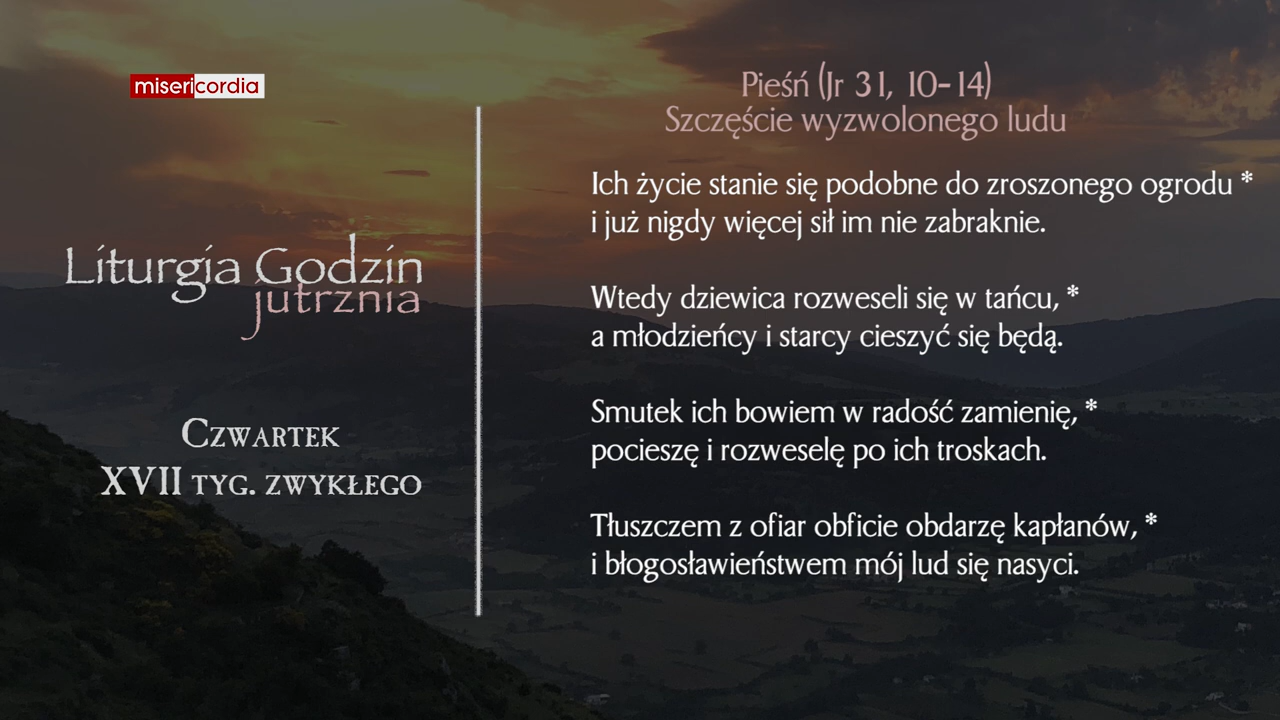 misericordia
Liturgia Godzin
jutrznia
Czwartek
XVII tyg. zwykłego
Pieśń (Jr 31, 10-14)
Szczęście wyzwolonego ludu
Ich życie stanie się podobne do zroszonego ogrodu *
i już nigdy więcej sił im nie zabraknie.
Wtedy dziewica rozweseli się w tańcu, *
a młodzieńcy i starcy cieszyć się będą.
Smutek ich bowiem w radość zamienię, *
pocieszę i rozweselę po ich troskach.
Tłuszczem z ofiar obficie obdarzę kapłanów, *
i błogosławieństwem mój lud się nasyci.